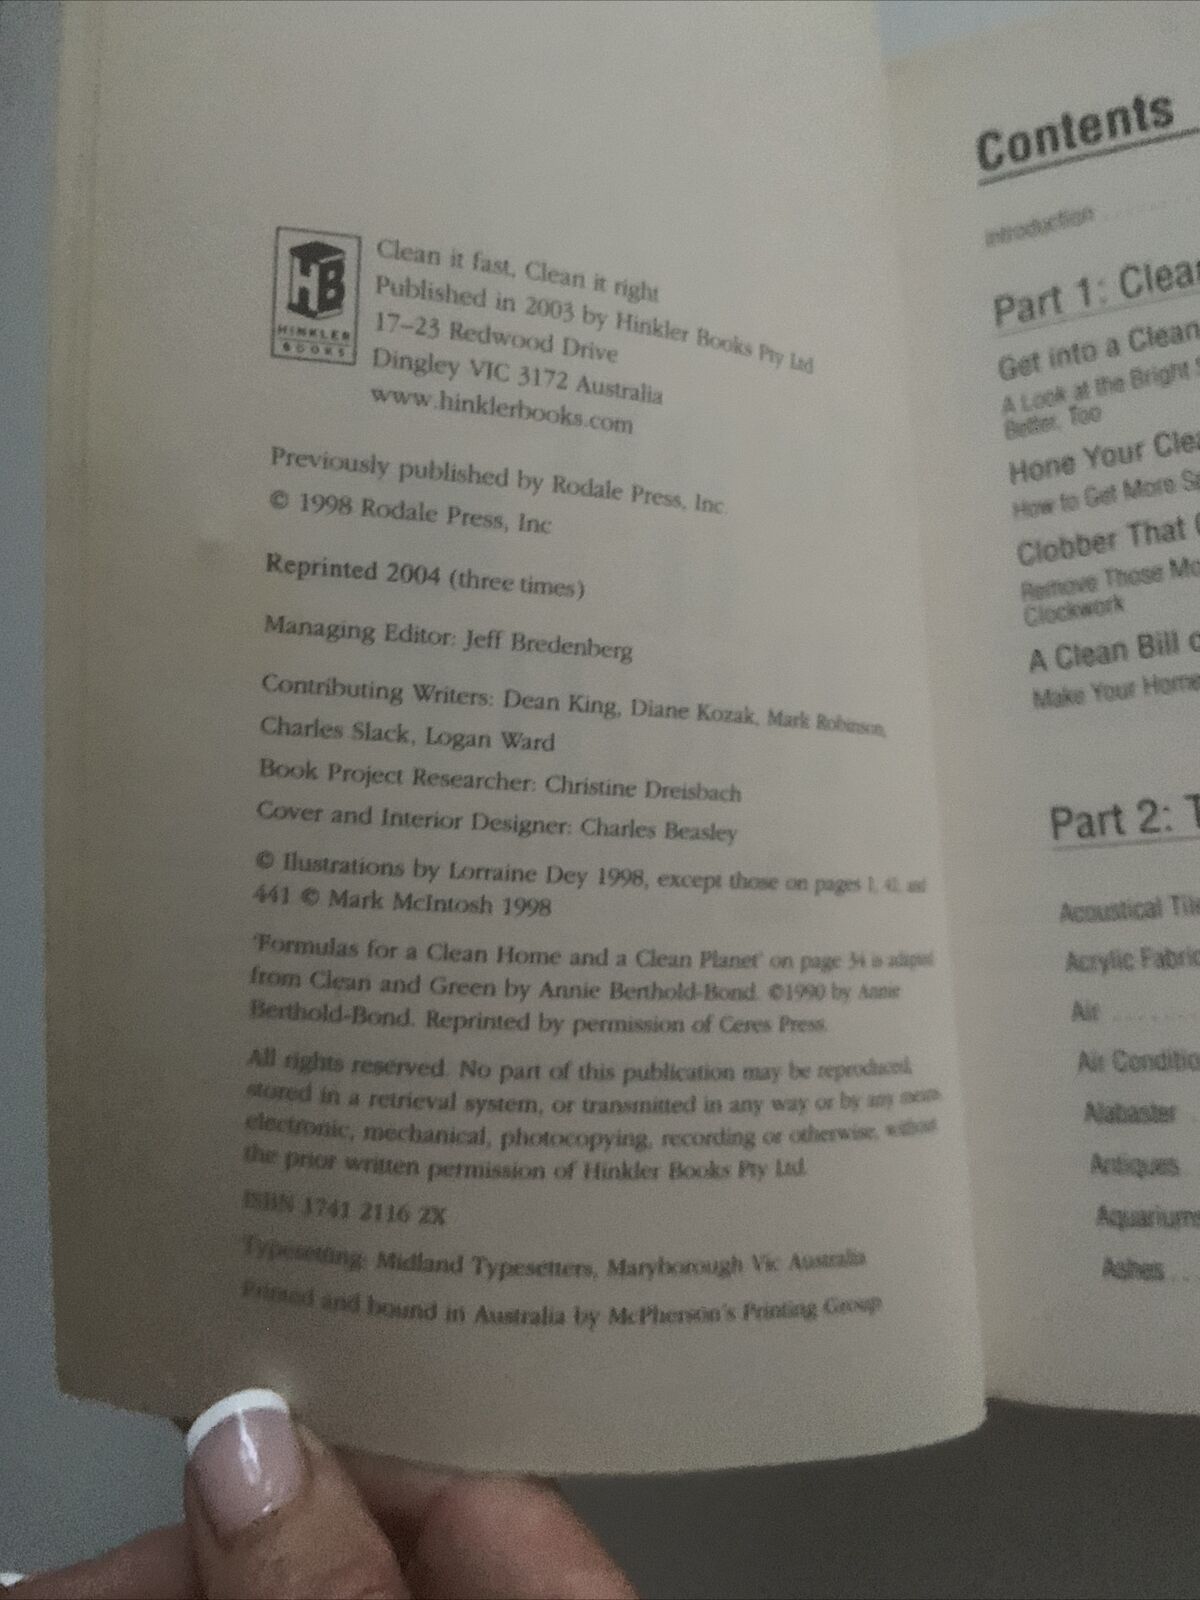 HB
HINKLER
BOOKS
Clean it fast, Clean it right
Published in 2003 by Hinkler Books Pty Ltd
17–23 Redwood Drive
Dingley VIC 3172 Australia
www.hinklerbooks.com
Previously published by Rodale Press, Inc.
© 1998 Rodale Press, Inc
Reprinted 2004 (three times)
Managing Editor: Jeff Bredenberg
Contributing Writers: Dean King, Diane Kozak, Mark Robinson,
Charles Slack, Logan Ward
Book Project Researcher: Christine Dreisbach
Cover and Interior Designer: Charles Beasley
© Ilustrations by Lorraine Dey 1998, except those on pages 1, and
441 © Mark McIntosh 1998
'Formulas for a Clean Home and a Clean Planet' on page 34 is adapted
from Clean and Green by Annie Berthold-Bond. ©1990 by Annie
Berthold-Bond. Reprinted by permission of Ceres Press.
All rights reserved. No part of this publication may be reproduced,
stored in a retrieval system, or transmitted in any way or by any
electronic, mechanical, photocopying, recording or otherwise, without
the prior written permission of Hinkler Books Pty Ltd.
ISBN 1741 2116 2X
Typesetting: Midland Typesetters, Maryborough Vic Australia
Printed and bound in Australia by McPherson's Printing Group
Contents
Introduction ........
Part 1: Clea
Get into a Clean
A Look at the Bright
Better, Too
Hone Your Clea
How to Get More S
Clobber That
Remove Those Mo
Clockwork
A Clean Bill o
Make Your Home
Part 2: T
Acoustical Tile
Acrylic Fabric
Air ........
Air Conditio
Alabaster
Antiques
Aquariums
Ashes ...